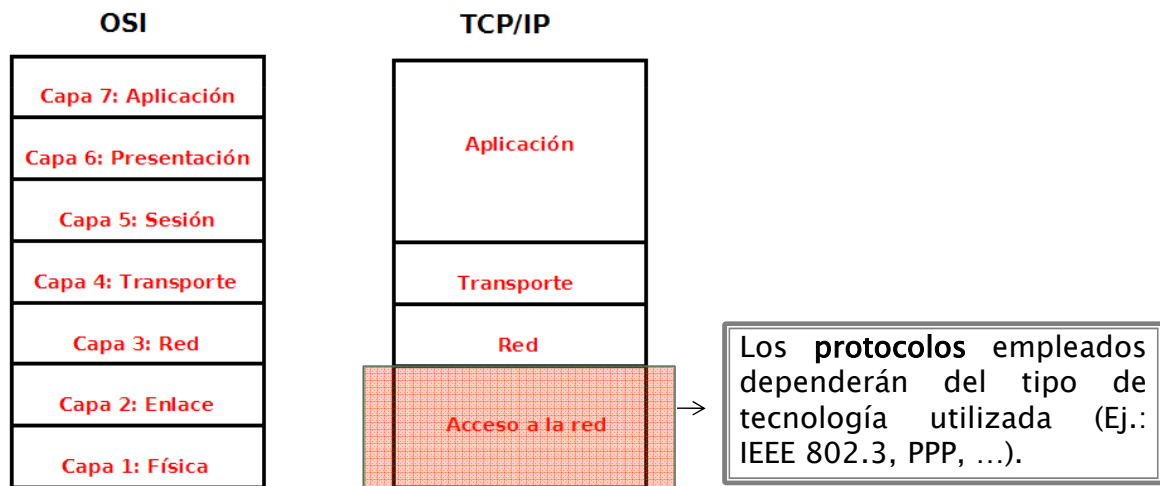 OSI
Capa 7: Aplicación
Capa 6: Presentación
Capa 5: Sesión
Capa 4: Transporte
Capa 3: Red
Capa 2: Enlace
Capa 1: Física
TCP/IP
Aplicación
Transporte
Red
Acceso a la red
Los protocolos empleados
dependerán del tipo de
tecnología utilizada (Ej.:
IEEE 802.3, PPP, …).